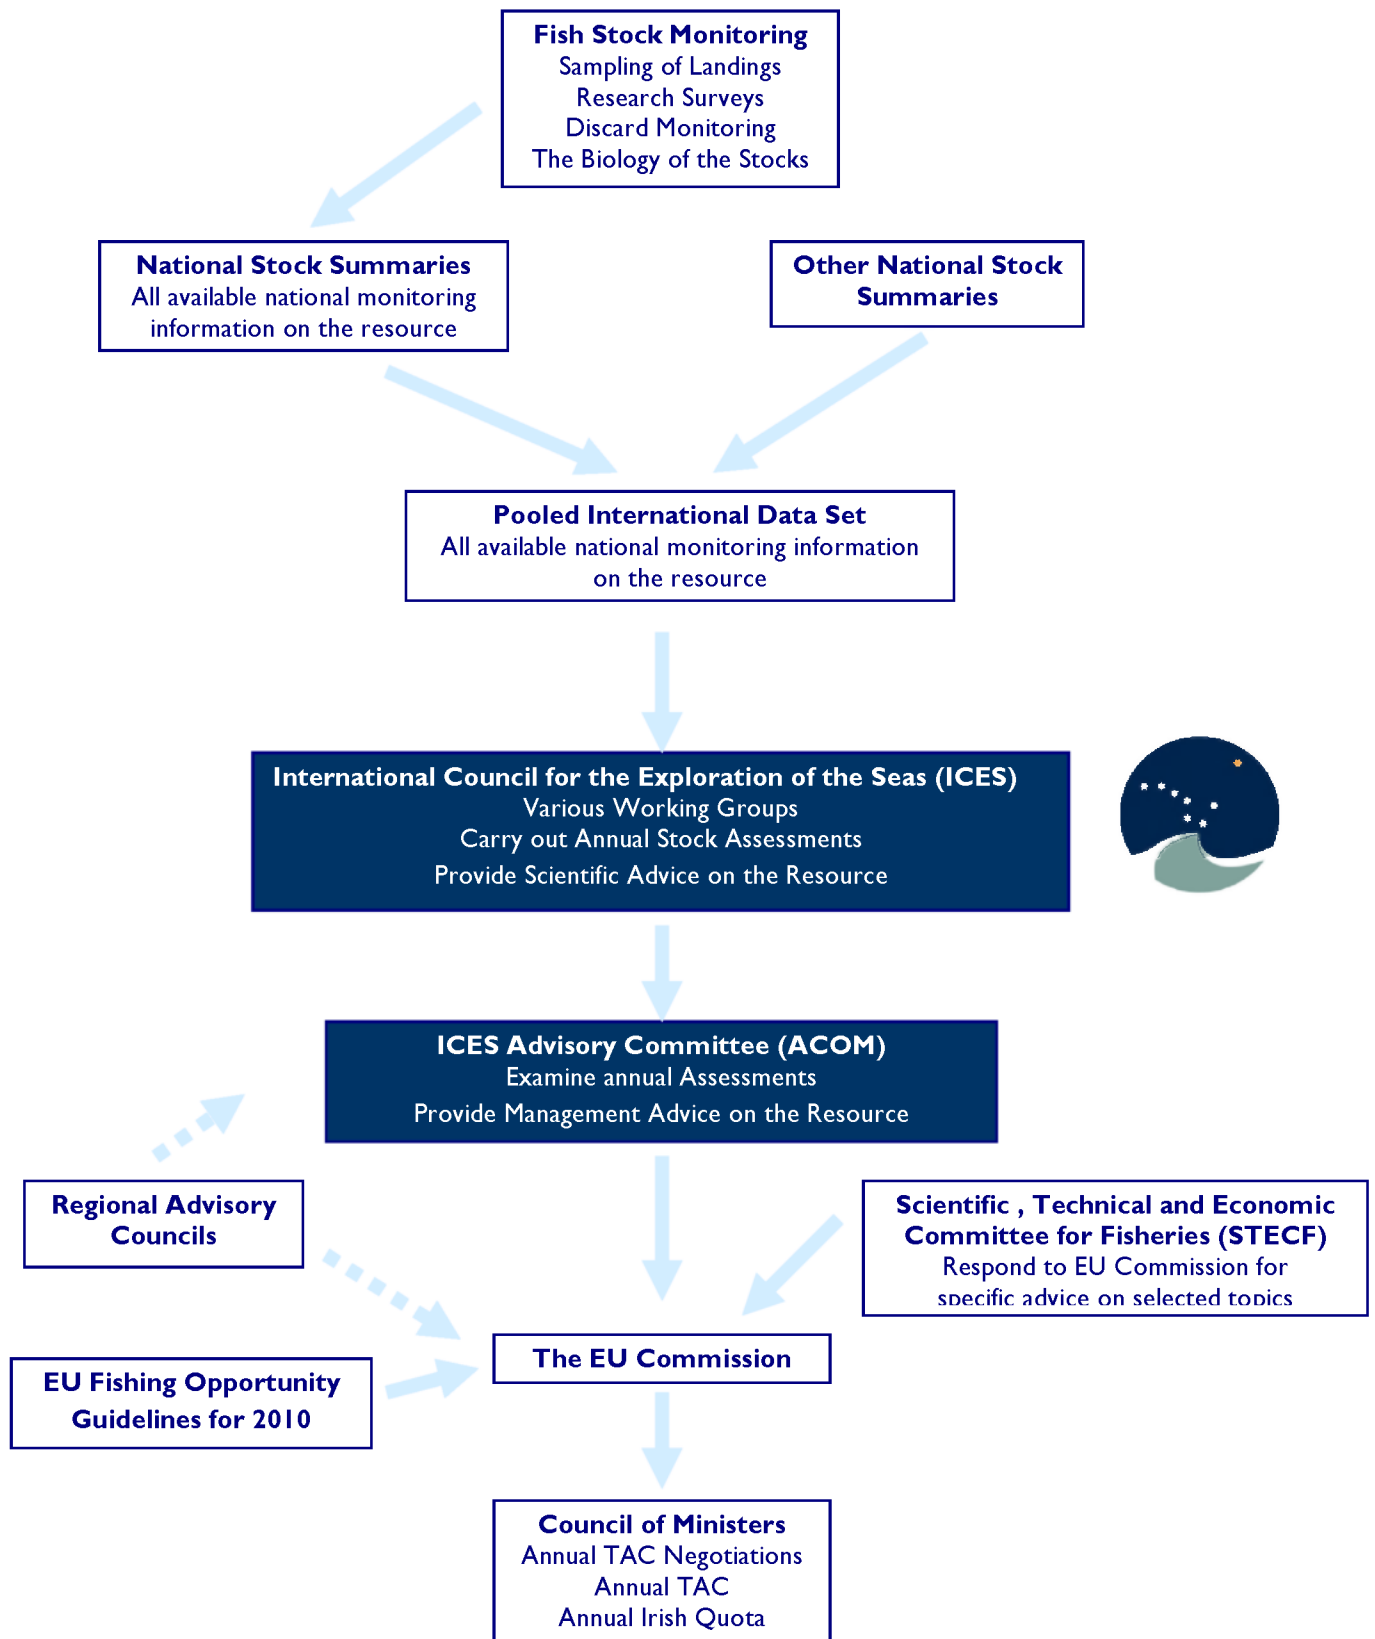 Fish Stock Monitoring
Sampling of Landings
Research Surveys
Discard Monitoring
The Biology of the Stocks
National Stock Summaries
All available national monitoring
information on the resource
Other National Stock
Summaries
Pooled International Data Set
All available national monitoring information
on the resource
International Council for the Exploration of the Seas (ICES)
Various Working Groups
Carry out Annual Stock Assessments
Provide Scientific Advice on the Resource
ICES Advisory Committee (ACOM)
Examine annual Assessments
Provide Management Advice on the Resource
Regional Advisory
Councils
Scientific , Technical and Economic
Committee for Fisheries (STECF)
Respond to EU Commission for
specific advice on selected topics
The EU Commission
EU Fishing Opportunity
Guidelines for 2010
Council of Ministers
Annual TAC Negotiations
Annual TAC
Annual Irish Quota